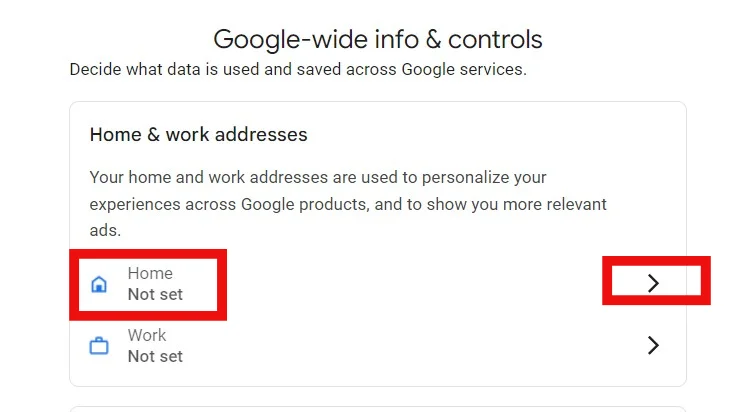 Google-wide info & controls
Decide what data is used and saved across Google services.
Home & work addresses
Your home and work addresses are used to personalize your
experiences across Google products, and to show you more relevant
ads.
Home
Not set
Work
Not set